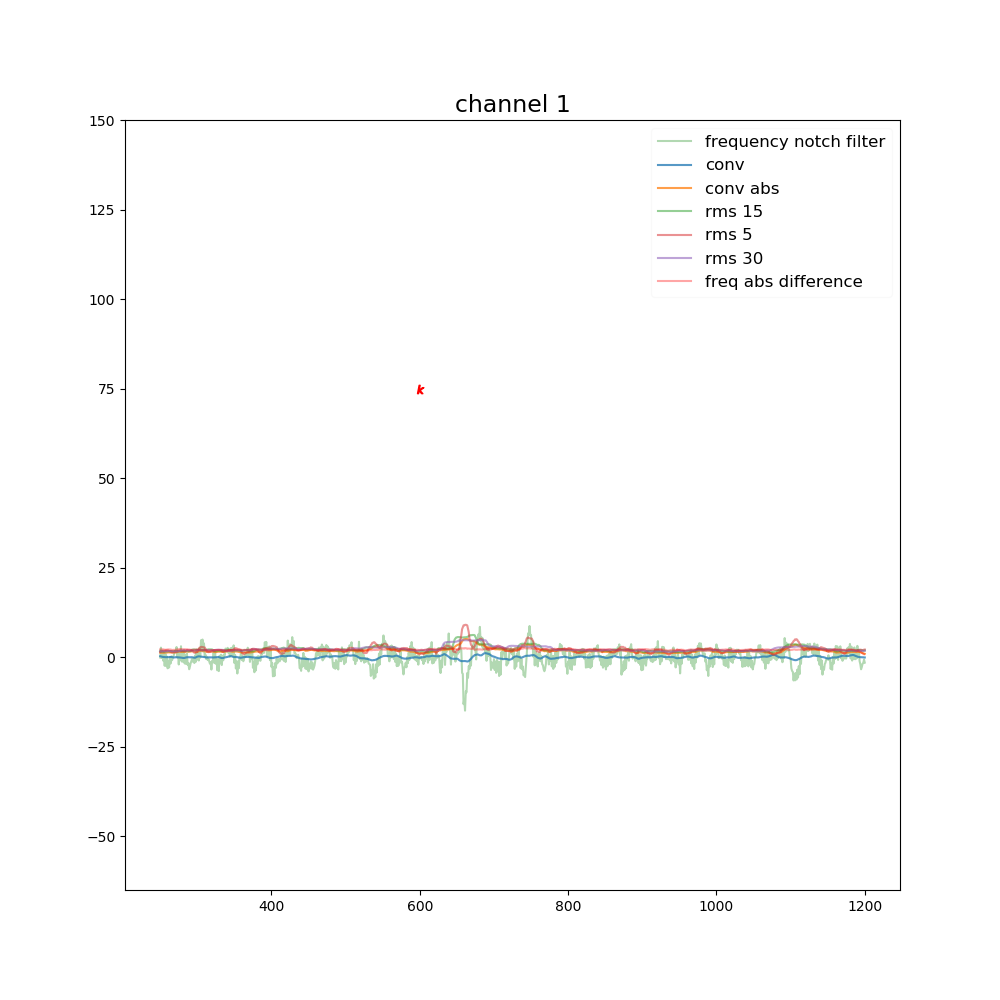 channel 1
150
125
100
75
50
25
0
−25
−50
400 600 800 1000 1200
frequency notch filter
conv
conv abs
rms 15
rms 5
rms 30
freq abs difference
k